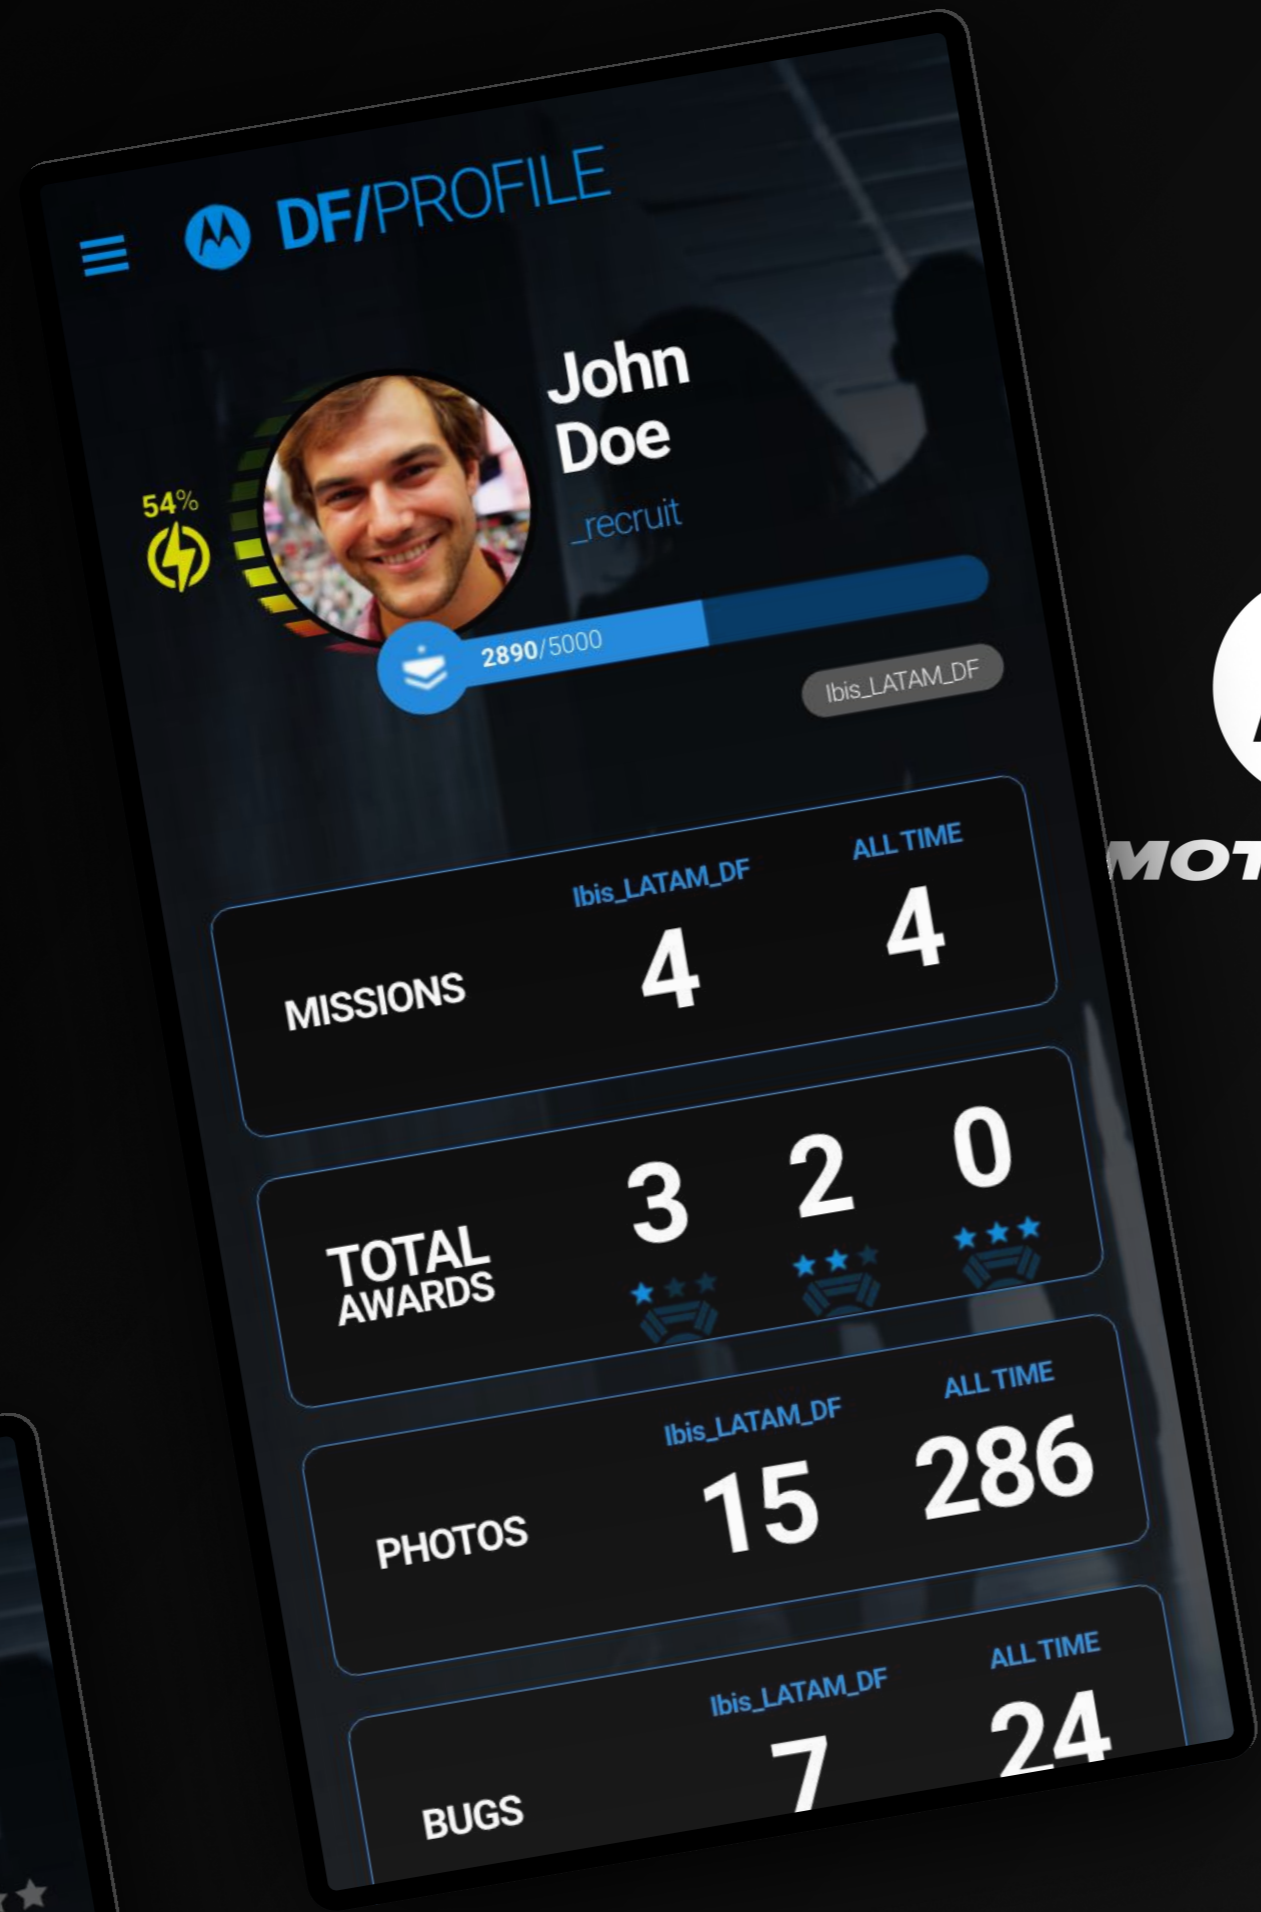 DF/PROFILE
John
Doe
_recruit
54%
2890/5000
Ibis_LATAM_DF
Ibis_LATAM_DF ALL TIME
MISSIONS 4 4
TOTAL
AWARDS
3 2 0
Ibis_LATAM_DF ALL TIME
PHOTOS 15 286
Ibis_LATAM_DF ALL TIME
BUGS 7 24
MOT